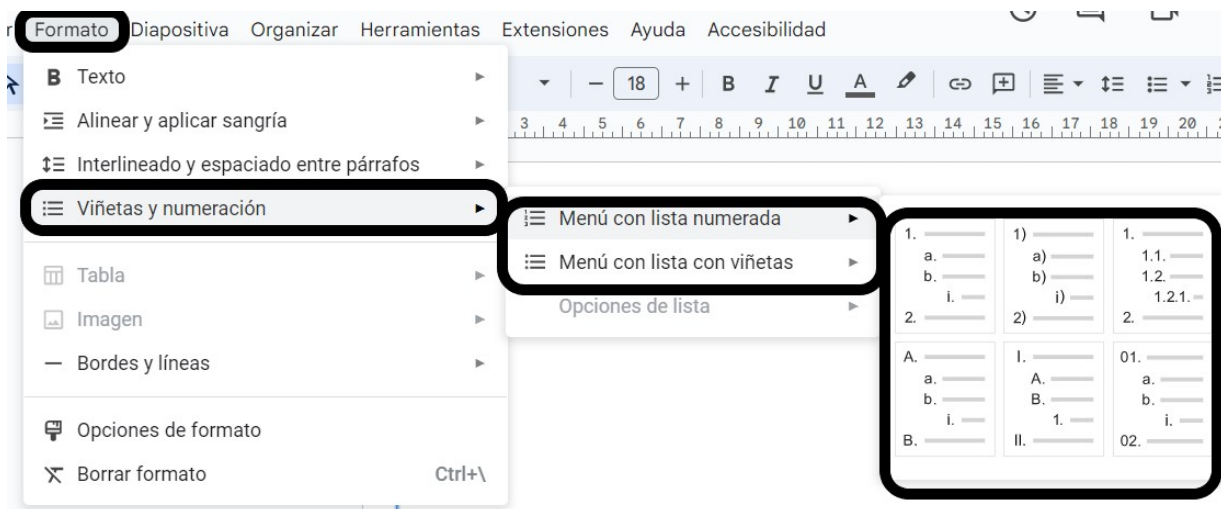 Formato Diapositiva Organizar Herramientas Extensiones Ayuda Accesibilidad
B Texto
Alinear y aplicar sangría
Interlineado y espaciado entre párrafos
Viñetas y numeración
Tabla
Imagen
Bordes y líneas
Opciones de formato
Borrar formato Ctrl+\
− 18 + B I U A
3 4 5 6 7 8 9 10 11 12 13 14 15 16 17 18 19 20
Menú con lista numerada
Menú con lista con viñetas
Opciones de lista
1.
a.
b.
i.
2.
1)
a)
b)
i)
2)
1.
1.1.
1.2.
1.2.1.
2.
A.
a.
b.
i.
B.
I.
A.
B.
1.
II.
01.
a.
b.
i.
02.